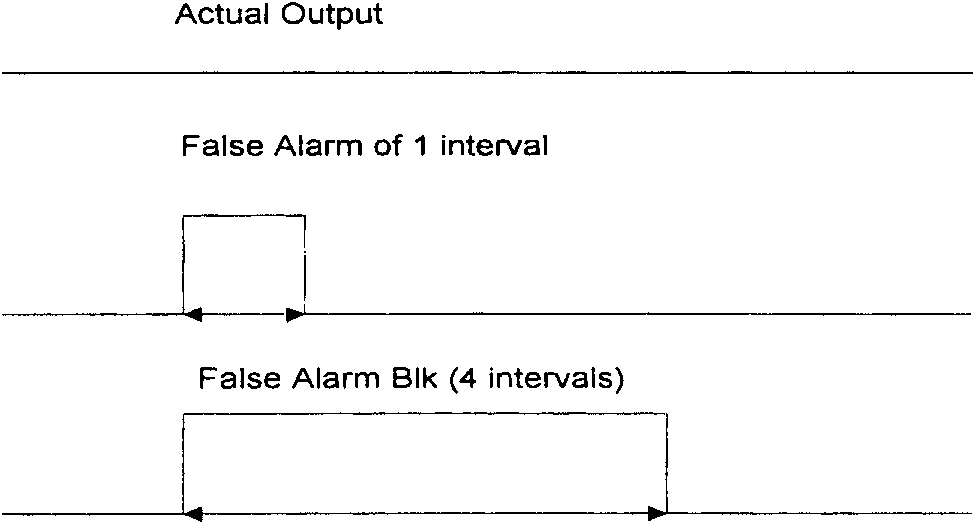 Actual Output
False Alarm of 1 interval
False Alarm Blk (4 intervals)